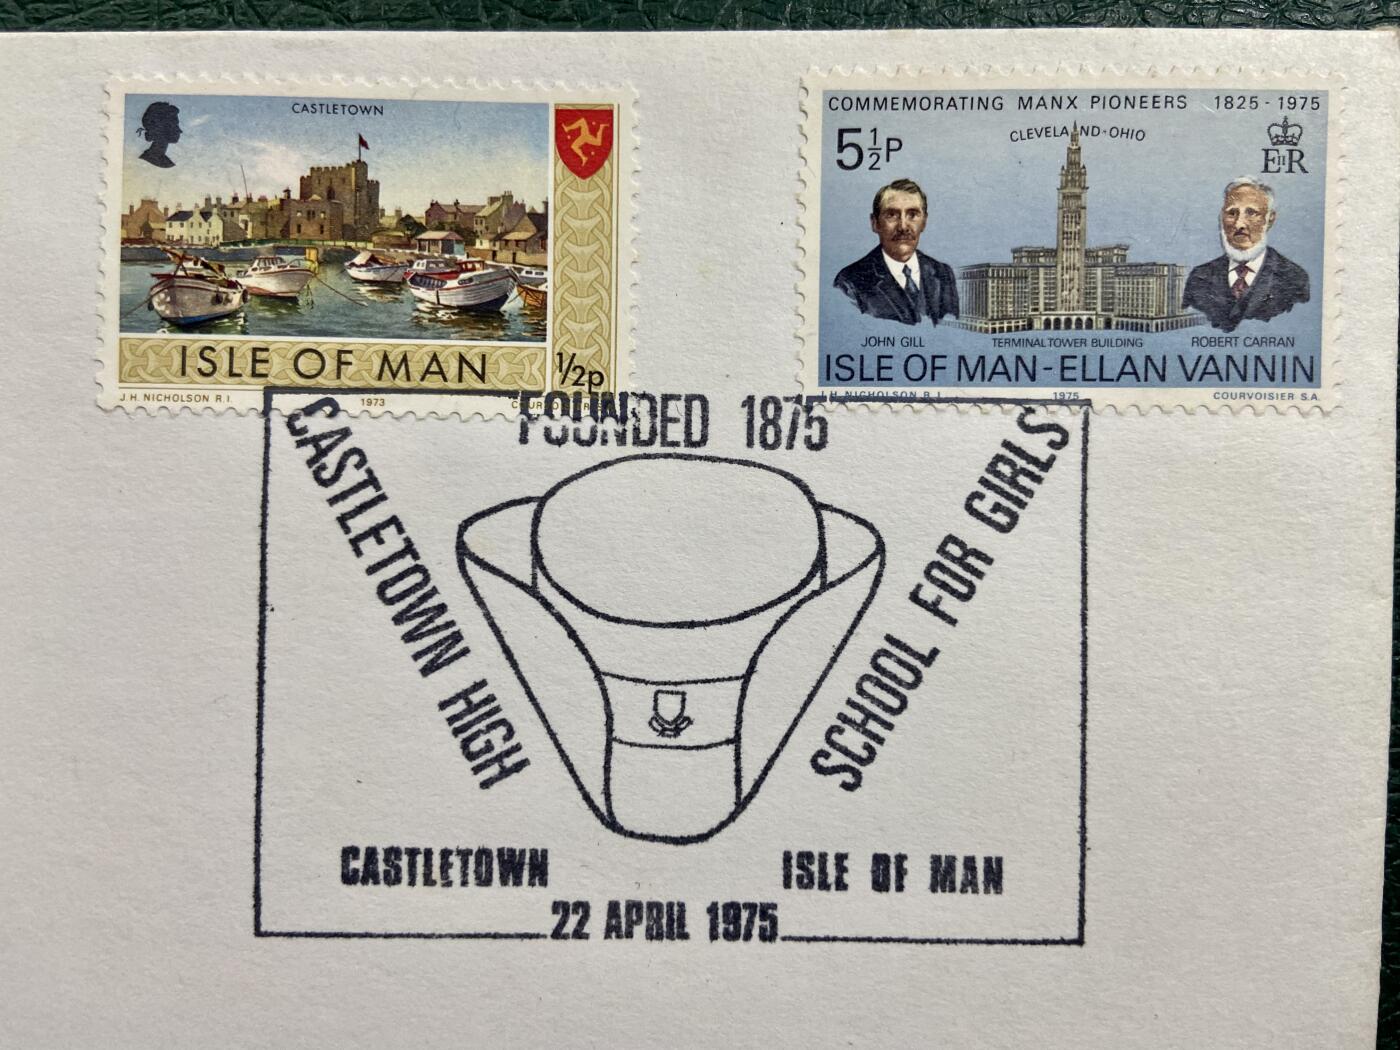 CASTLETOWN
ISLE OF MAN
½p
J.H. NICHOLSON R.I.
1973
COURVOISIER S.A.
COMMEMORATING MANX PIONEERS 1825-1975
5½P
CLEVELAND·OHIO
EIIR
JOHN GILL
TERMINAL TOWER BUILDING
ROBERT CARRAN
ISLE OF MAN-ELLAN VANNIN
J.H. NICHOLSON R.I.
1975
COURVOISIER S.A.
FOUNDED 1875
CASTLETOWN HIGH
SCHOOL FOR GIRLS
CASTLETOWN
ISLE OF MAN
22 APRIL 1975